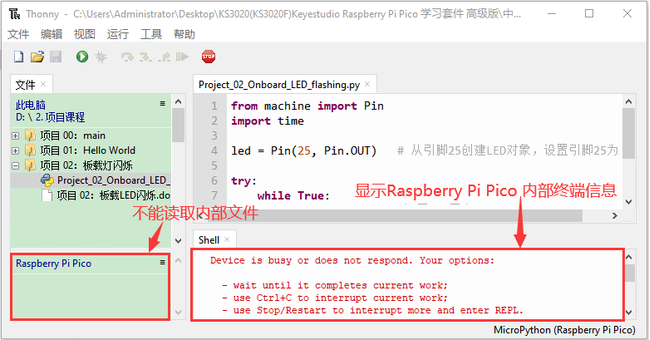 Thonny - C:\Users\Administrator\Desktop\KS3020(KS3020F)Keyestudio Raspberry Pi Pico 学习套件 高级版\中...
文件 编辑 视图 运行 工具 帮助
文件 ×
此电脑
D: \ 2. 项目课程
项目 00：main
项目 01：Hello World
项目 02：板载灯闪烁
Project_02_Onboard_LED_
项目 02：板载LED闪烁.do
Raspberry Pi Pico
不能读取内部文件
Project_02_Onboard_LED_flashing.py ×
1 from machine import Pin
2 import time
3
4 led = Pin(25, Pin.OUT) # 从引脚25创建LED对象，设置引脚25为
5
6 try:
7 while True:
显示Raspberry Pi Pico 内部终端信息
Shell ×
Device is busy or does not respond. Your options:
- wait until it completes current work;
- use Ctrl+C to interrupt current work;
- use Stop/Restart to interrupt more and enter REPL.
MicroPython (Raspberry Pi Pico)